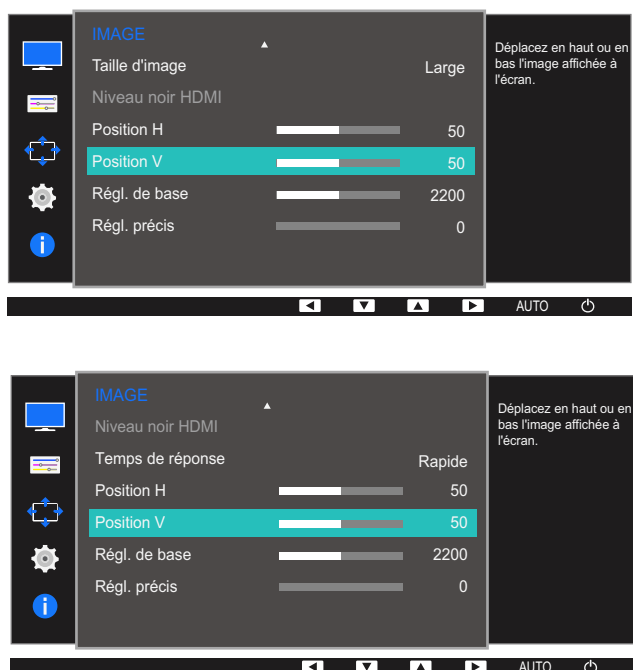 IMAGE
Taille d'image Large
Niveau noir HDMI
Position H 50
Position V 50
Régl. de base 2200
Régl. précis 0
Déplacez en haut ou en
bas l'image affichée à
l'écran.
AUTO
IMAGE
Niveau noir HDMI
Temps de réponse Rapide
Position H 50
Position V 50
Régl. de base 2200
Régl. précis 0
Déplacez en haut ou en
bas l'image affichée à
l'écran.
AUTO